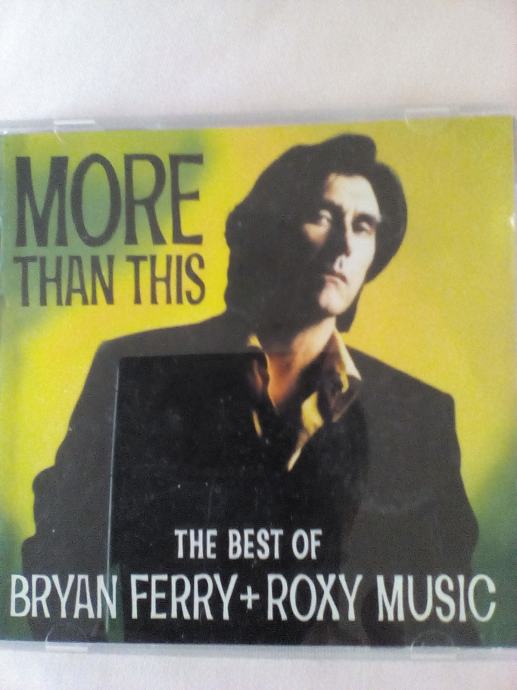 MORE
THAN THIS
THE BEST OF
BRYAN FERRY+ROXY MUSIC